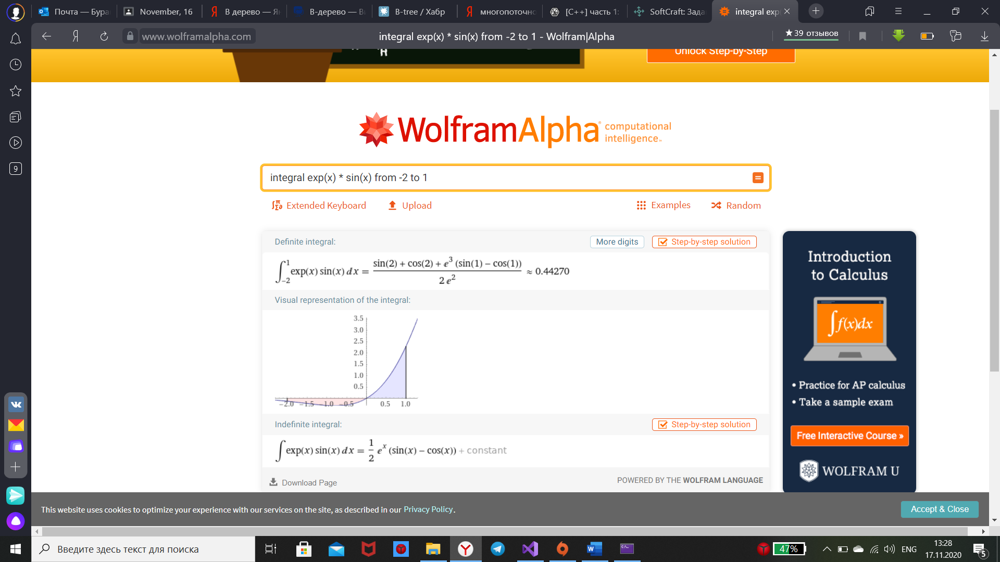 Почта — Бура
November, 16
В дерево — Ян
B-дерево — Ви
B-tree / Хабр
многопоточно
[C++] часть 1:
SoftCraft: Зада
integral exp
www.wolframalpha.com
integral exp(x) * sin(x) from -2 to 1 - Wolfram|Alpha
★ 39 отзывов
Unlock Step-by-Step
9
WolframAlpha computational intelligence™
integral exp(x) * sin(x) from -2 to 1
Extended Keyboard
Upload
Examples
Random
Definite integral:
More digits
Step-by-step solution
∫_{-2}^{1} exp(x) sin(x) dx = (sin(2) + cos(2) + e^3 (sin(1) − cos(1))) / (2 e^2) ≈ 0.44270
Visual representation of the integral:
3.5
3.0
2.5
2.0
1.5
1.0
0.5
−2.0 −1.5 −1.0 −0.5 0.5 1.0
Indefinite integral:
Step-by-step solution
∫ exp(x) sin(x) dx = 1/2 e^x (sin(x) − cos(x)) + constant
Download Page
POWERED BY THE WOLFRAM LANGUAGE
Introduction
to Calculus
∫f(x)dx
• Practice for AP calculus
• Take a sample exam
Free Interactive Course »
WOLFRAM U
This website uses cookies to optimize your experience with our services on the site, as described in our Privacy Policy.
Accept & Close
Введите здесь текст для поиска
47%
ENG
13:28
17.11.2020
5